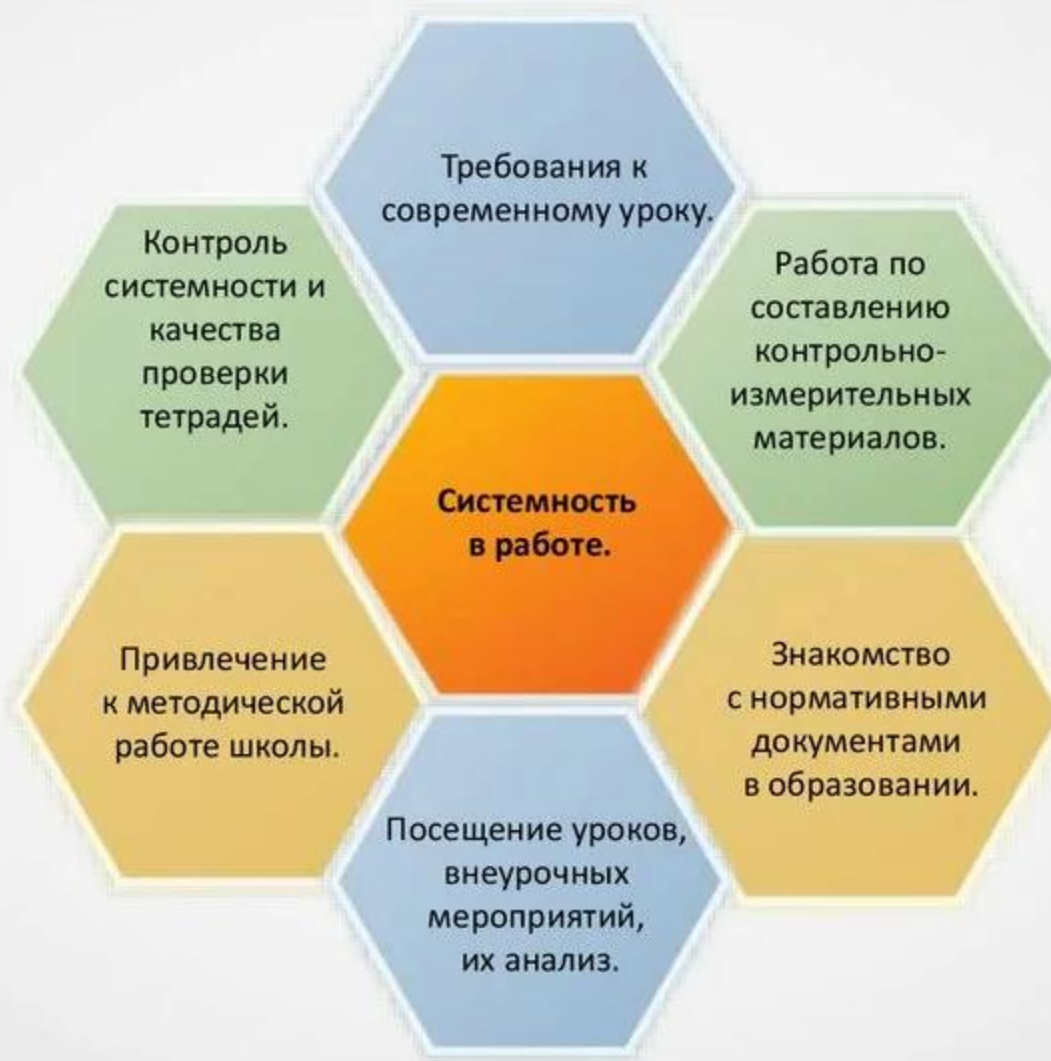 Требования к
современному уроку.
Контроль
системности и
качества
проверки
тетрадей.
Работа по
составлению
контрольно-
измерительных
материалов.
Системность
в работе.
Привлечение
к методической
работе школы.
Знакомство
с нормативными
документами
в образовании.
Посещение уроков,
внеурочных
мероприятий,
их анализ.